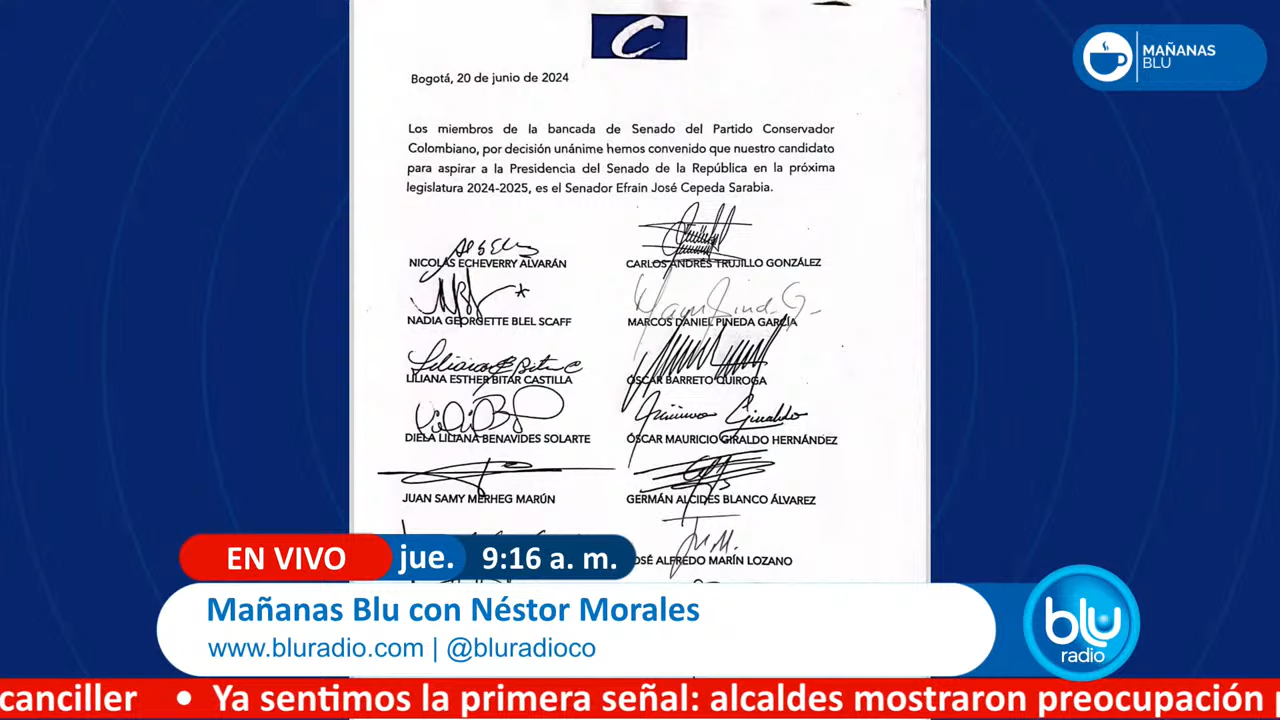 C
MAÑANAS
BLU
Bogotá, 20 de junio de 2024
Los miembros de la bancada de Senado del Partido Conservador
Colombiano, por decisión unánime hemos convenido que nuestro candidato
para aspirar a la Presidencia del Senado de la República en la próxima
legislatura 2024-2025, es el Senador Efrain José Cepeda Sarabia.
NICOLÁS ECHEVERRY ALVARÁN
CARLOS ANDRÉS TRUJILLO GONZÁLEZ
NADIA GEORGETTE BLEL SCAFF
MARCOS DANIEL PINEDA GARCÍA
LILIANA ESTHER BITAR CASTILLA
ÓSCAR BARRETO QUIROGA
DIELA LILIANA BENAVIDES SOLARTE
ÓSCAR MAURICIO GIRALDO HERNÁNDEZ
JUAN SAMY MERHEG MARÚN
GERMÁN ALCIDES BLANCO ÁLVAREZ
JOSÉ ALFREDO MARÍN LOZANO
EN VIVO jue. 9:16 a. m.
Mañanas Blu con Néstor Morales
www.bluradio.com | @bluradioco
blu
radio
canciller • Ya sentimos la primera señal: alcaldes mostraron preocupación